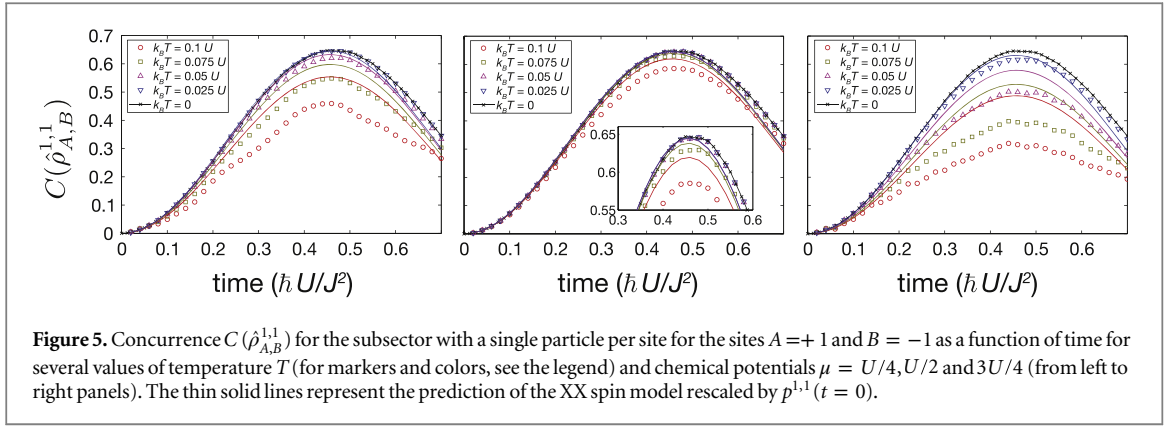 0.7
0.6
0.5
0.4
0.3
0.2
0.1
0
C(ρ̂^{1,1}_{A,B})
k_BT = 0.1 U
k_BT = 0.075 U
k_BT = 0.05 U
k_BT = 0.025 U
k_BT = 0
0 0.1 0.2 0.3 0.4 0.5 0.6
time (ħ U/J²)
k_BT = 0.1 U
k_BT = 0.075 U
k_BT = 0.05 U
k_BT = 0.025 U
k_BT = 0
0.65
0.6
0.55
0.3 0.4 0.5 0.6
0 0.1 0.2 0.3 0.4 0.5 0.6
time (ħ U/J²)
k_BT = 0.1 U
k_BT = 0.075 U
k_BT = 0.05 U
k_BT = 0.025 U
k_BT = 0
0 0.1 0.2 0.3 0.4 0.5 0.6
time (ħ U/J²)
Figure 5. Concurrence C(ρ̂^{1,1}_{A,B}) for the subsector with a single particle per site for the sites A =+ 1 and B = −1 as a function of time for
several values of temperature T (for markers and colors, see the legend) and chemical potentials μ = U/4, U/2 and 3U/4 (from left to
right panels). The thin solid lines represent the prediction of the XX spin model rescaled by p^{1,1}(t = 0).